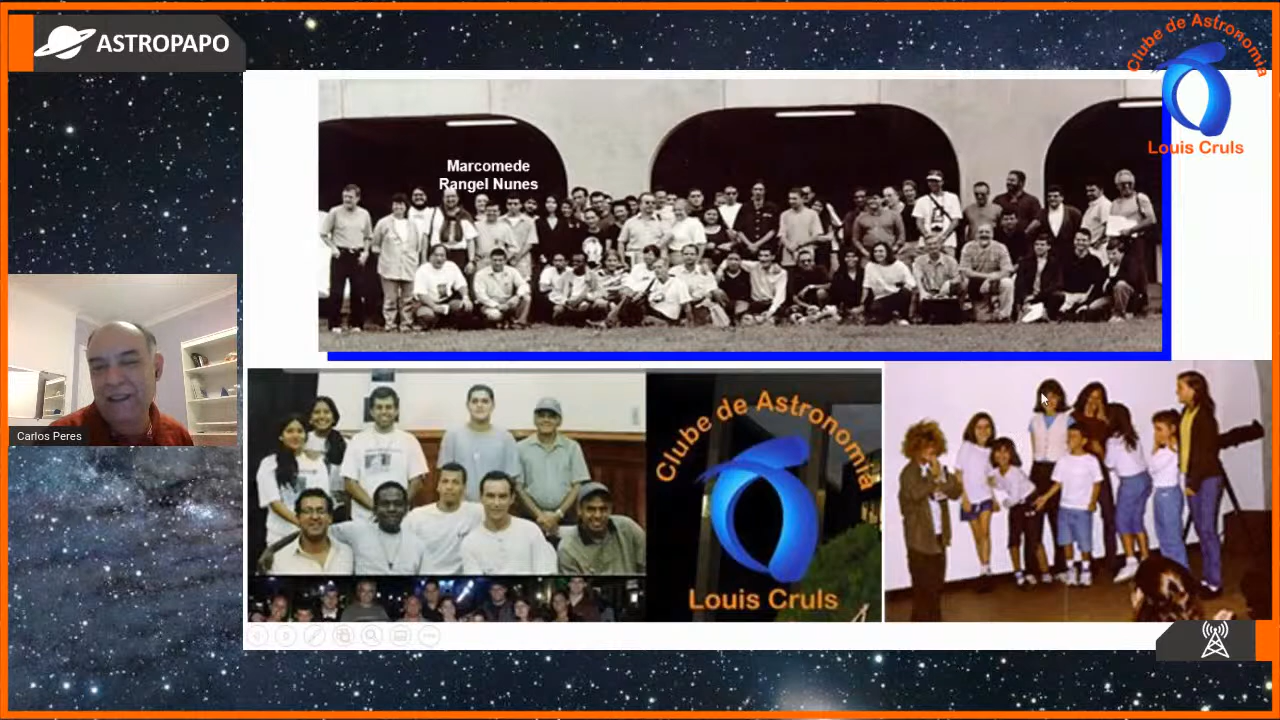 ASTROPAPO
Clube de Astronomia
Louis Cruls
Marcomede
Rangel Nunes
Carlos Peres
Clube de Astronomia
Louis Cruls